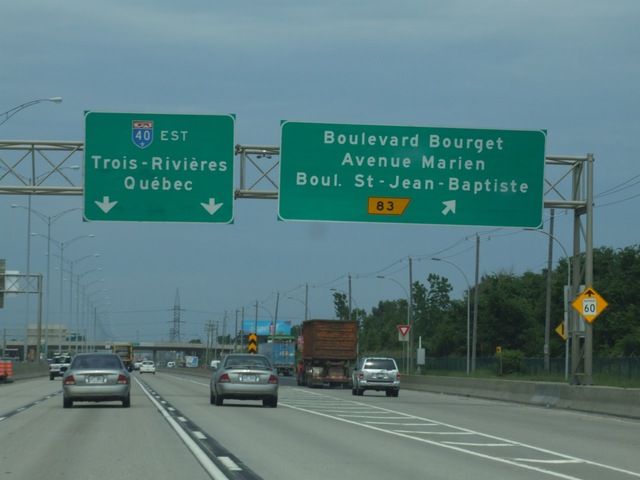 40 EST
Trois-Rivières
Québec
Boulevard Bourget
Avenue Marien
Boul. St-Jean-Baptiste
83
60